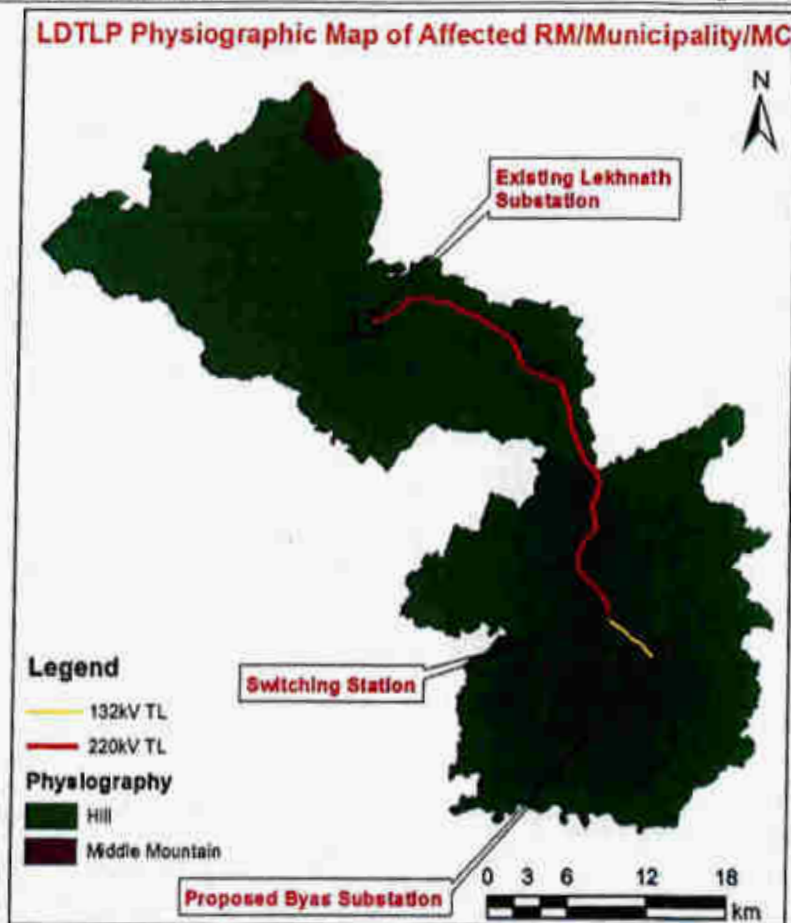 LDTLP Physiographic Map of Affected RM/Municipality/MC
N
Existing Lekhnath
Substation
Switching Station
Legend
132kV TL
220kV TL
Physiography
Hill
Middle Mountain
Proposed Byas Substation
0 3 6 12 18
km